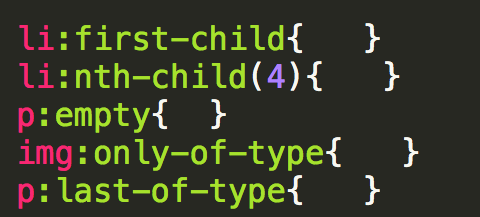 li:first-child{   }
li:nth-child(4){   }
p:empty{  }
img:only-of-type{   }
p:last-of-type{   }